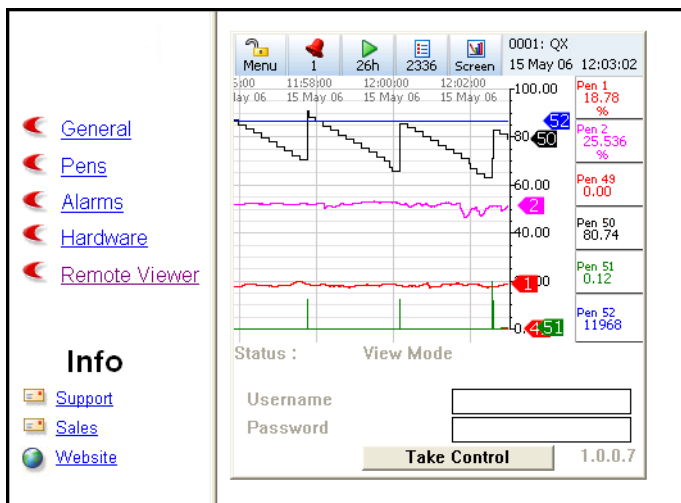 General
Pens
Alarms
Hardware
Remote Viewer
Info
Support
Sales
Website
Menu
1
26h
2336
Screen
0001: QX
15 May 06 12:03:02
11:58:00 12:00:00 12:02:00
May 06 15 May 06 15 May 06 15 May 06
100.00
80
60.00
40.00
52
50
2
1
51
Pen 1
18.78
%
Pen 2
25.536
%
Pen 49
0.00
Pen 50
80.74
Pen 51
0.12
Pen 52
11968
Status : View Mode
Username
Password
Take Control
1.0.0.7